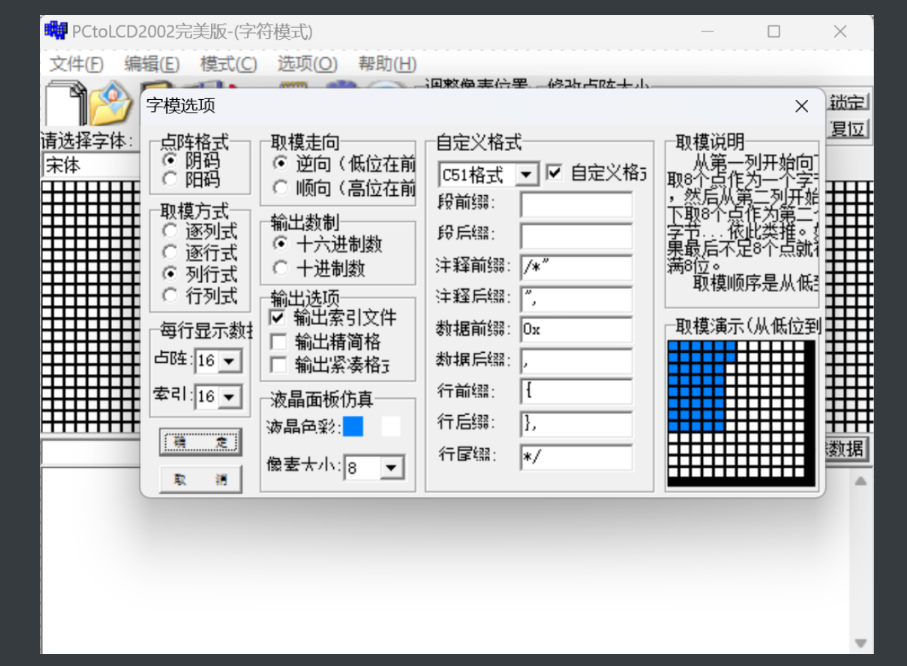 PCtoLCD2002完美版-(字符模式)
文件(F) 编辑(E) 模式(C) 选项(O) 帮助(H)
锁定
复位
请选择字体:
宋体
字模选项
点阵格式
阴码
阳码
取模方式
逐列式
逐行式
列行式
行列式
每行显示数据
点阵: 16
索引: 16
确 定
取 消
取模走向
逆向（低位在前
顺向（高位在前
输出数制
十六进制数
十进制数
输出选项
输出索引文件
输出精简格
输出紧凑格式
液晶面板仿真
液晶色彩:
像素大小: 8
自定义格式
C51格式 自定义格式
段前缀:
段后缀:
注释前缀: /*"
注释后缀: ",
数据前缀: 0x
数据后缀: ,
行前缀: {
行后缀: },
行尾缀: */
取模说明
从第一列开始向下
取8个点作为一个字节
，然后从第二列开始
下取8个点作为第二个
字节...依此类推。如
果最后不足8个点就补
满8位。
取模顺序是从低到
取模演示(从低位到
数据